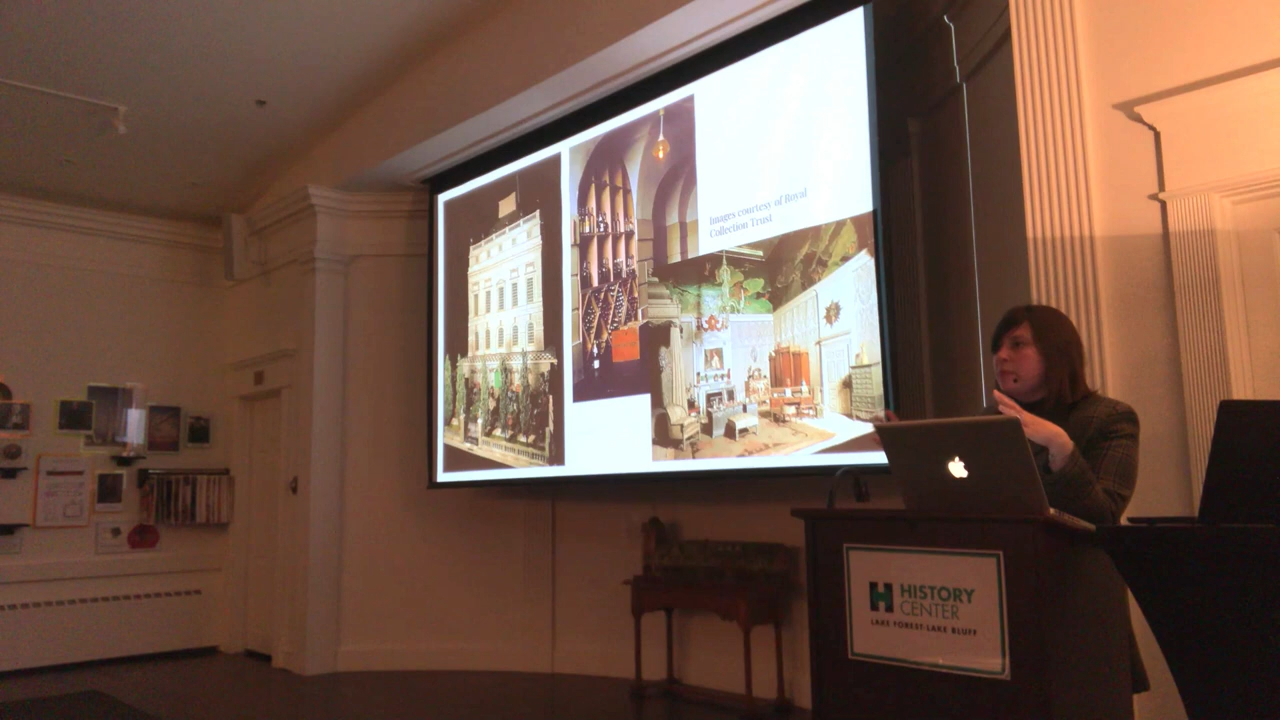 Images courtesy of Royal
Collection Trust
H HISTORY
CENTER
LAKE FOREST-LAKE BLUFF